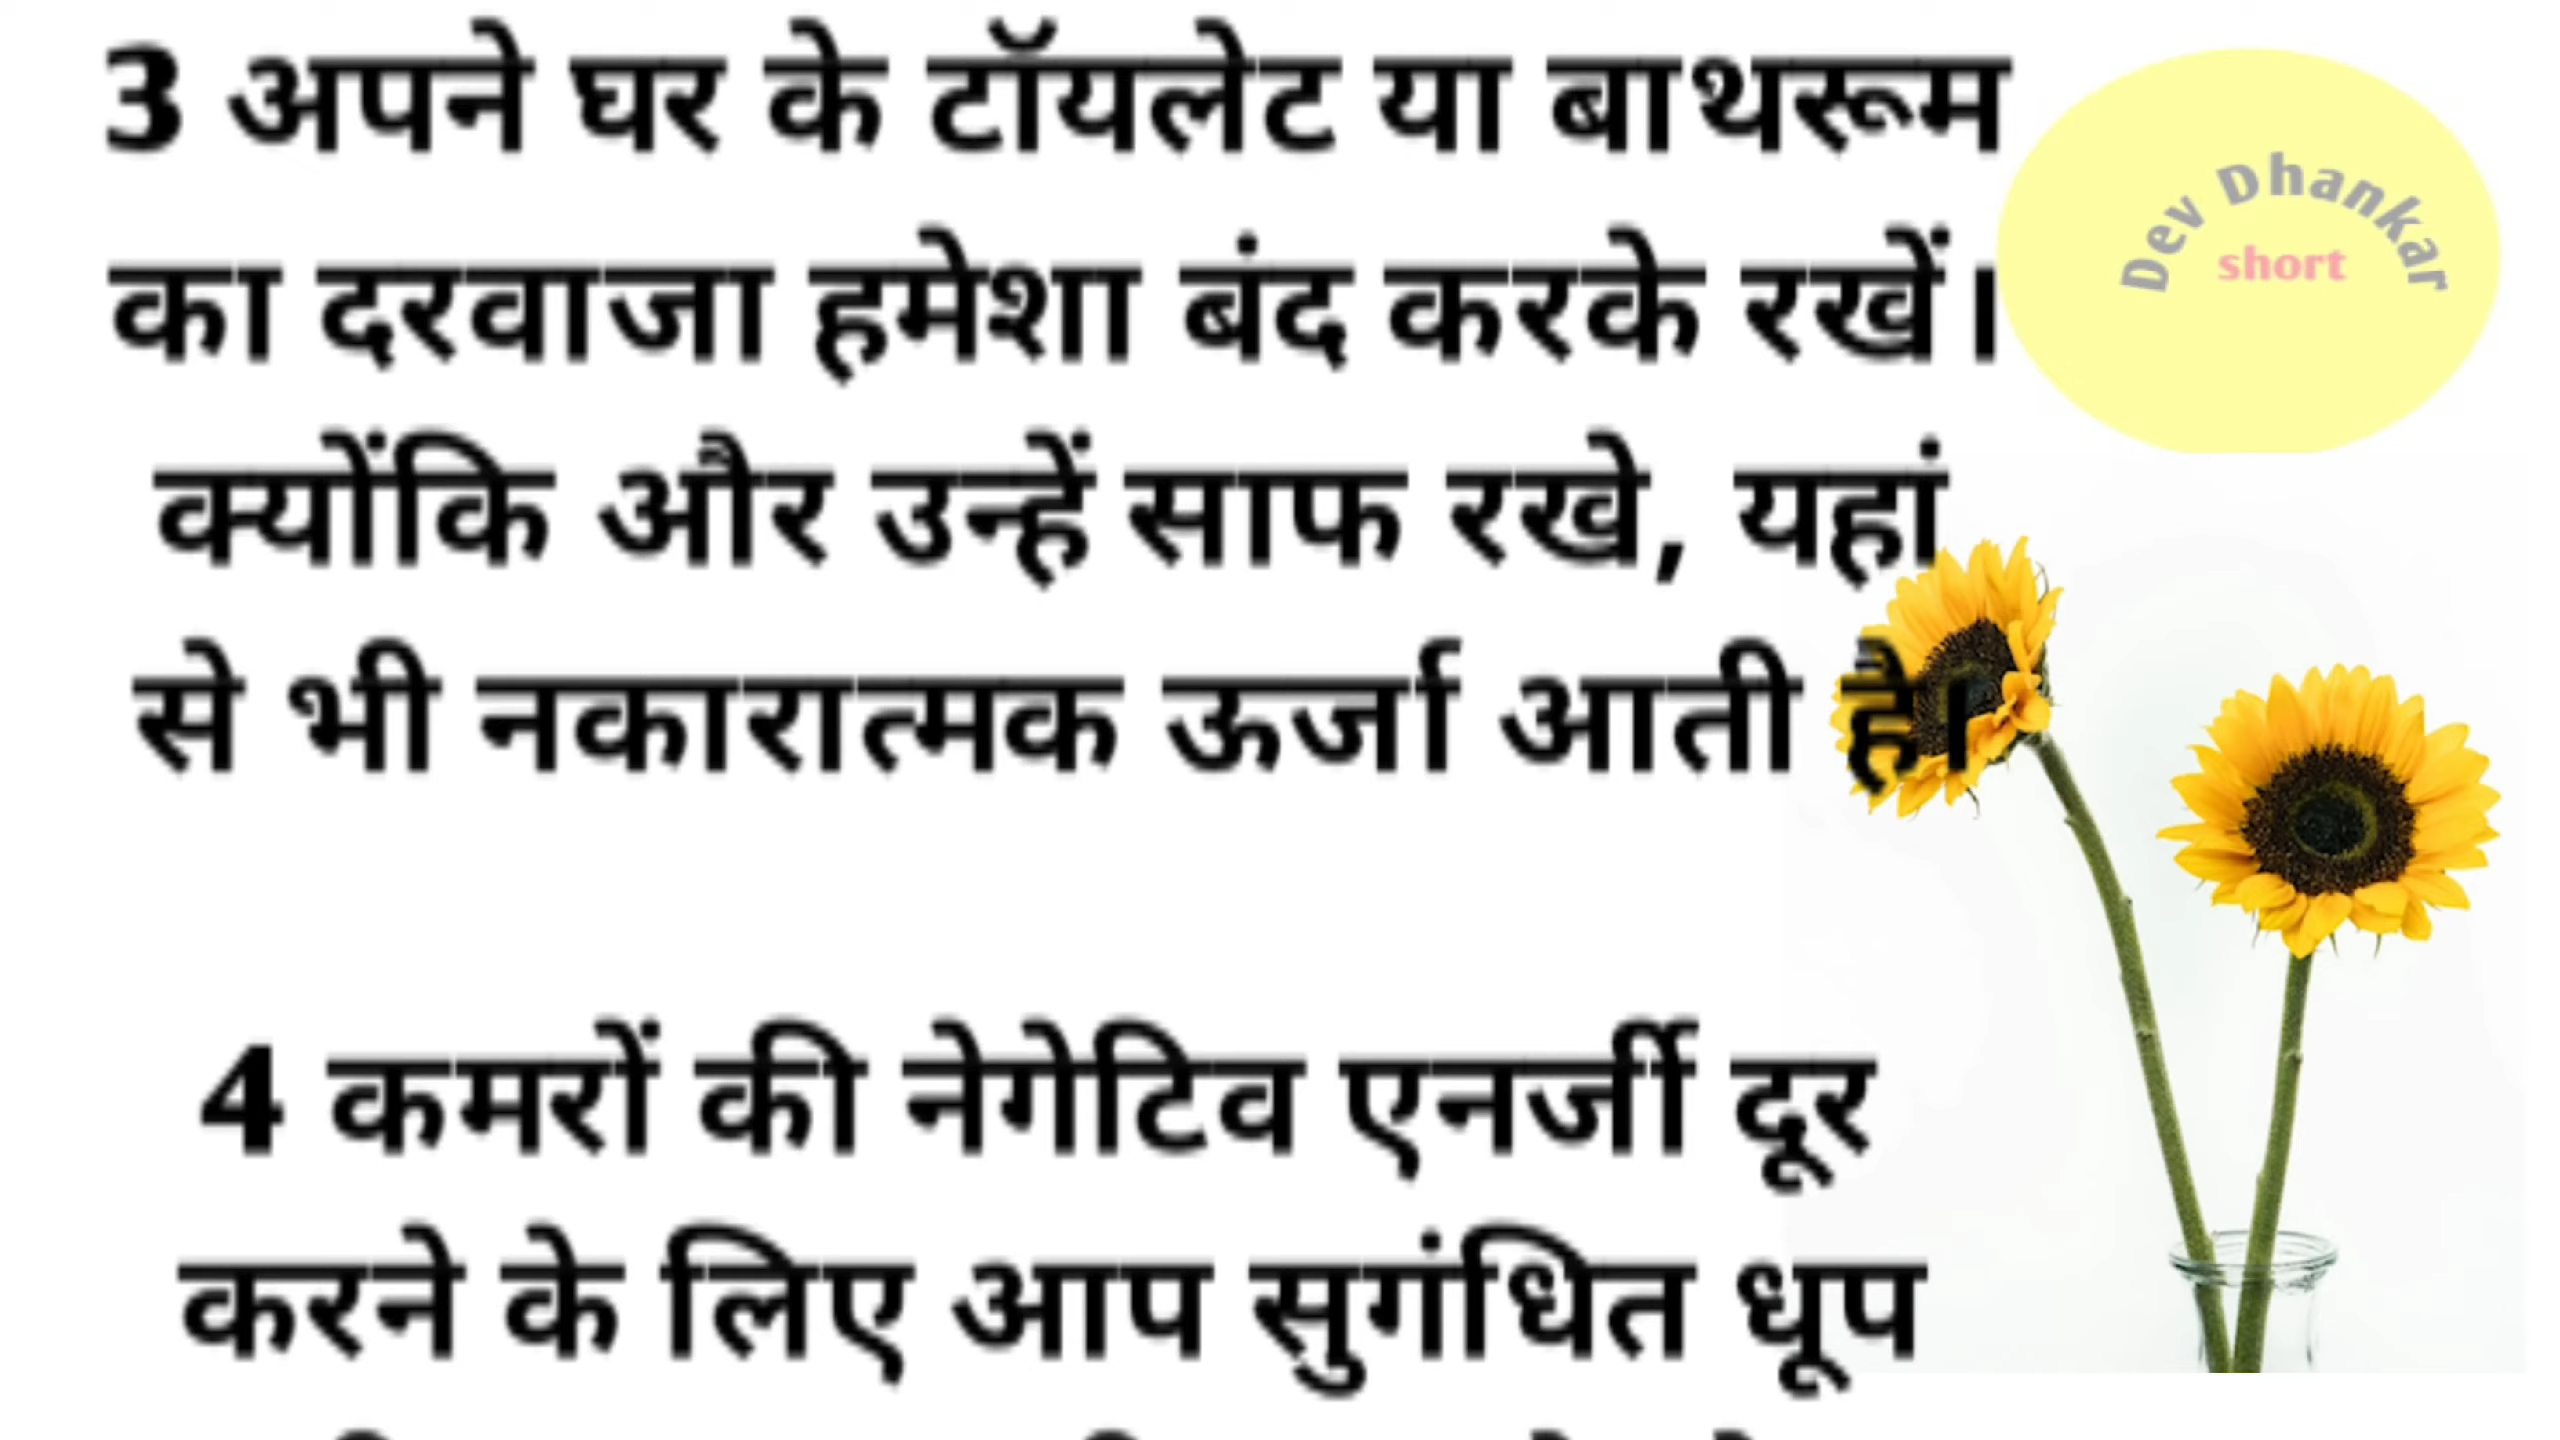 3 अपने घर के टॉयलेट या बाथरूम
का दरवाजा हमेशा बंद करके रखें।
क्योंकि और उन्हें साफ रखे, यहां
से भी नकारात्मक ऊर्जा आती है।
4 कमरों की नेगेटिव एनर्जी दूर
करने के लिए आप सुगंधित धूप
Dev Dhankar
short